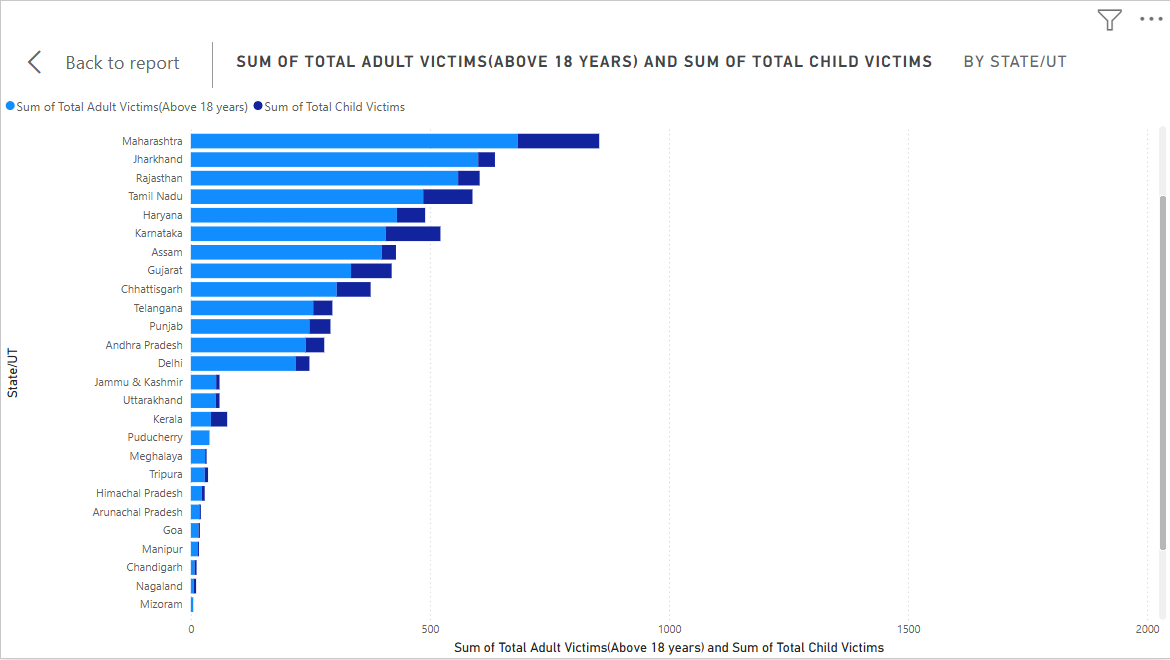 Back to report
SUM OF TOTAL ADULT VICTIMS(ABOVE 18 YEARS) AND SUM OF TOTAL CHILD VICTIMS BY STATE/UT
Sum of Total Adult Victims(Above 18 years) Sum of Total Child Victims
State/UT
Maharashtra
Jharkhand
Rajasthan
Tamil Nadu
Haryana
Karnataka
Assam
Gujarat
Chhattisgarh
Telangana
Punjab
Andhra Pradesh
Delhi
Jammu & Kashmir
Uttarakhand
Kerala
Puducherry
Meghalaya
Tripura
Himachal Pradesh
Arunachal Pradesh
Goa
Manipur
Chandigarh
Nagaland
Mizoram
0 500 1000 1500 2000
Sum of Total Adult Victims(Above 18 years) and Sum of Total Child Victims